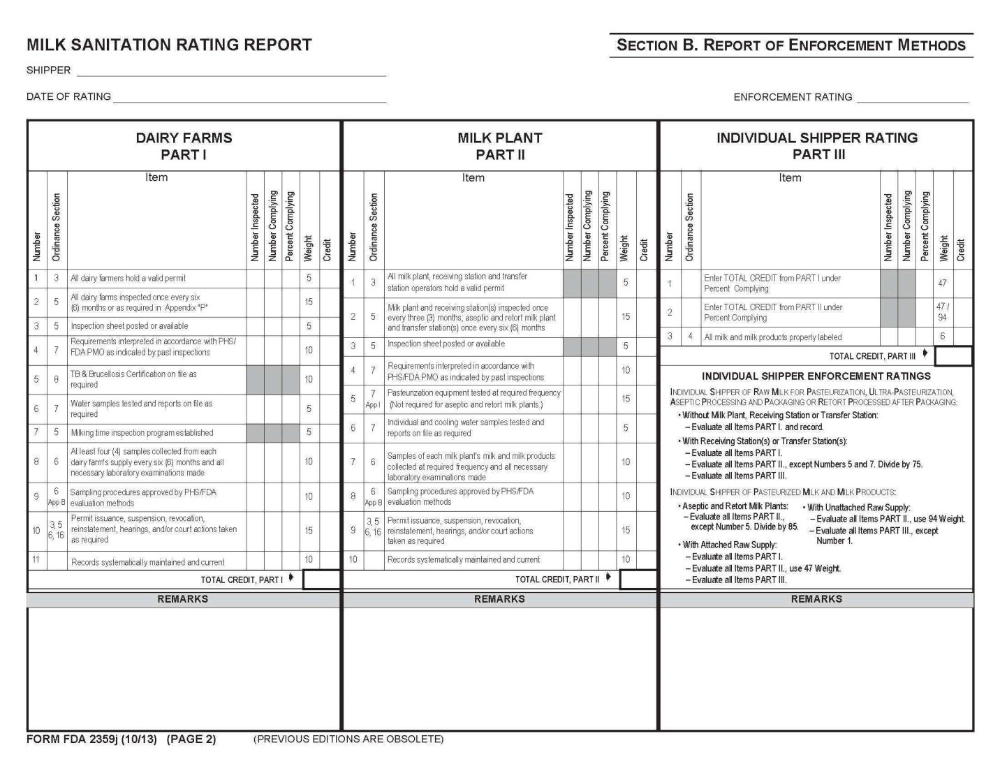 MILK SANITATION RATING REPORT
SECTION B. REPORT OF ENFORCEMENT METHODS
SHIPPER
DATE OF RATING
ENFORCEMENT RATING
DAIRY FARMS
PART I
Number
Ordinance Section
Item
Number Inspected
Number Complying
Percent Complying
Weight
Credit
1 3 All dairy farmers hold a valid permit 5
2 5 All dairy farms inspected once every six 15
(6) months or as required in Appendix "P"
3 5 Inspection sheet posted or available 5
4 7 Requirements interpreted in accordance with PHS/ 10
FDA PMO as indicated by past inspections
5 8 TB & Brucellosis Certification on file as 10
required
6 7 Water samples tested and reports on file as 5
required
7 5 Milking time inspection program established 5
8 6 At least four (4) samples collected from each 10
dairy farm's supply every six (6) months and all
necessary laboratory examinations made
9 6 App B Sampling procedures approved by PHS/FDA 10
evaluation methods
10 3, 5 6, 16 Permit issuance, suspension, revocation, 15
reinstatement, hearings, and/or court actions taken
as required
11 Records systematically maintained and current 10
TOTAL CREDIT, PART I
REMARKS
MILK PLANT
PART II
Number
Ordinance Section
Item
Number Inspected
Number Complying
Percent Complying
Weight
Credit
1 3 All milk plant, receiving station and transfer 5
station operators hold a valid permit
2 5 Milk plant and receiving station(s) inspected once 15
every three (3) months; aseptic and retort milk plant
and transfer station(s) once every six (6) months
3 5 Inspection sheet posted or available 5
4 7 Requirements interpreted in accordance with 10
PHS/FDA PMO as indicated by past inspections
5 7 App I Pasteurization equipment tested at required frequency 15
(Not required for aseptic and retort milk plants.)
6 7 Individual and cooling water samples tested and 5
reports on file as required
7 6 Samples of each milk plant's milk and milk products 10
collected at required frequency and all necessary
laboratory examinations made
8 6 App B Sampling procedures approved by PHS/FDA 10
evaluation methods
9 3, 5 6, 16 Permit issuance, suspension, revocation, 15
reinstatement, hearings, and/or court actions
taken as required
10 Records systematically maintained and current 10
TOTAL CREDIT, PART II
REMARKS
INDIVIDUAL SHIPPER RATING
PART III
Number
Ordinance Section
Item
Number Inspected
Number Complying
Percent Complying
Weight
Credit
1 Enter TOTAL CREDIT from PART I under 47
Percent Complying
2 Enter TOTAL CREDIT from PART II under 47 / 94
Percent Complying
3 4 All milk and milk products properly labeled 6
TOTAL CREDIT, PART III
INDIVIDUAL SHIPPER ENFORCEMENT RATINGS
INDIVIDUAL SHIPPER OF RAW MILK FOR PASTEURIZATION, ULTRA-PASTEURIZATION,
ASEPTIC PROCESSING AND PACKAGING OR RETORT PROCESSED AFTER PACKAGING:
• Without Milk Plant, Receiving Station or Transfer Station:
– Evaluate all Items PART I. and record.
• With Receiving Station(s) or Transfer Station(s):
– Evaluate all Items PART I.
– Evaluate all Items PART II., except Numbers 5 and 7. Divide by 75.
– Evaluate all Items PART III.
INDIVIDUAL SHIPPER OF PASTEURIZED MILK AND MILK PRODUCTS:
• Aseptic and Retort Milk Plants:
– Evaluate all Items PART II.,
except Number 5. Divide by 85.
• With Attached Raw Supply:
– Evaluate all Items PART I.
– Evaluate all Items PART II., use 47 Weight.
– Evaluate all Items PART III.
• With Unattached Raw Supply:
– Evaluate all Items PART II., use 94 Weight.
– Evaluate all Items PART III., except
Number 1.
REMARKS
FORM FDA 2359j (10/13) (PAGE 2) (PREVIOUS EDITIONS ARE OBSOLETE)